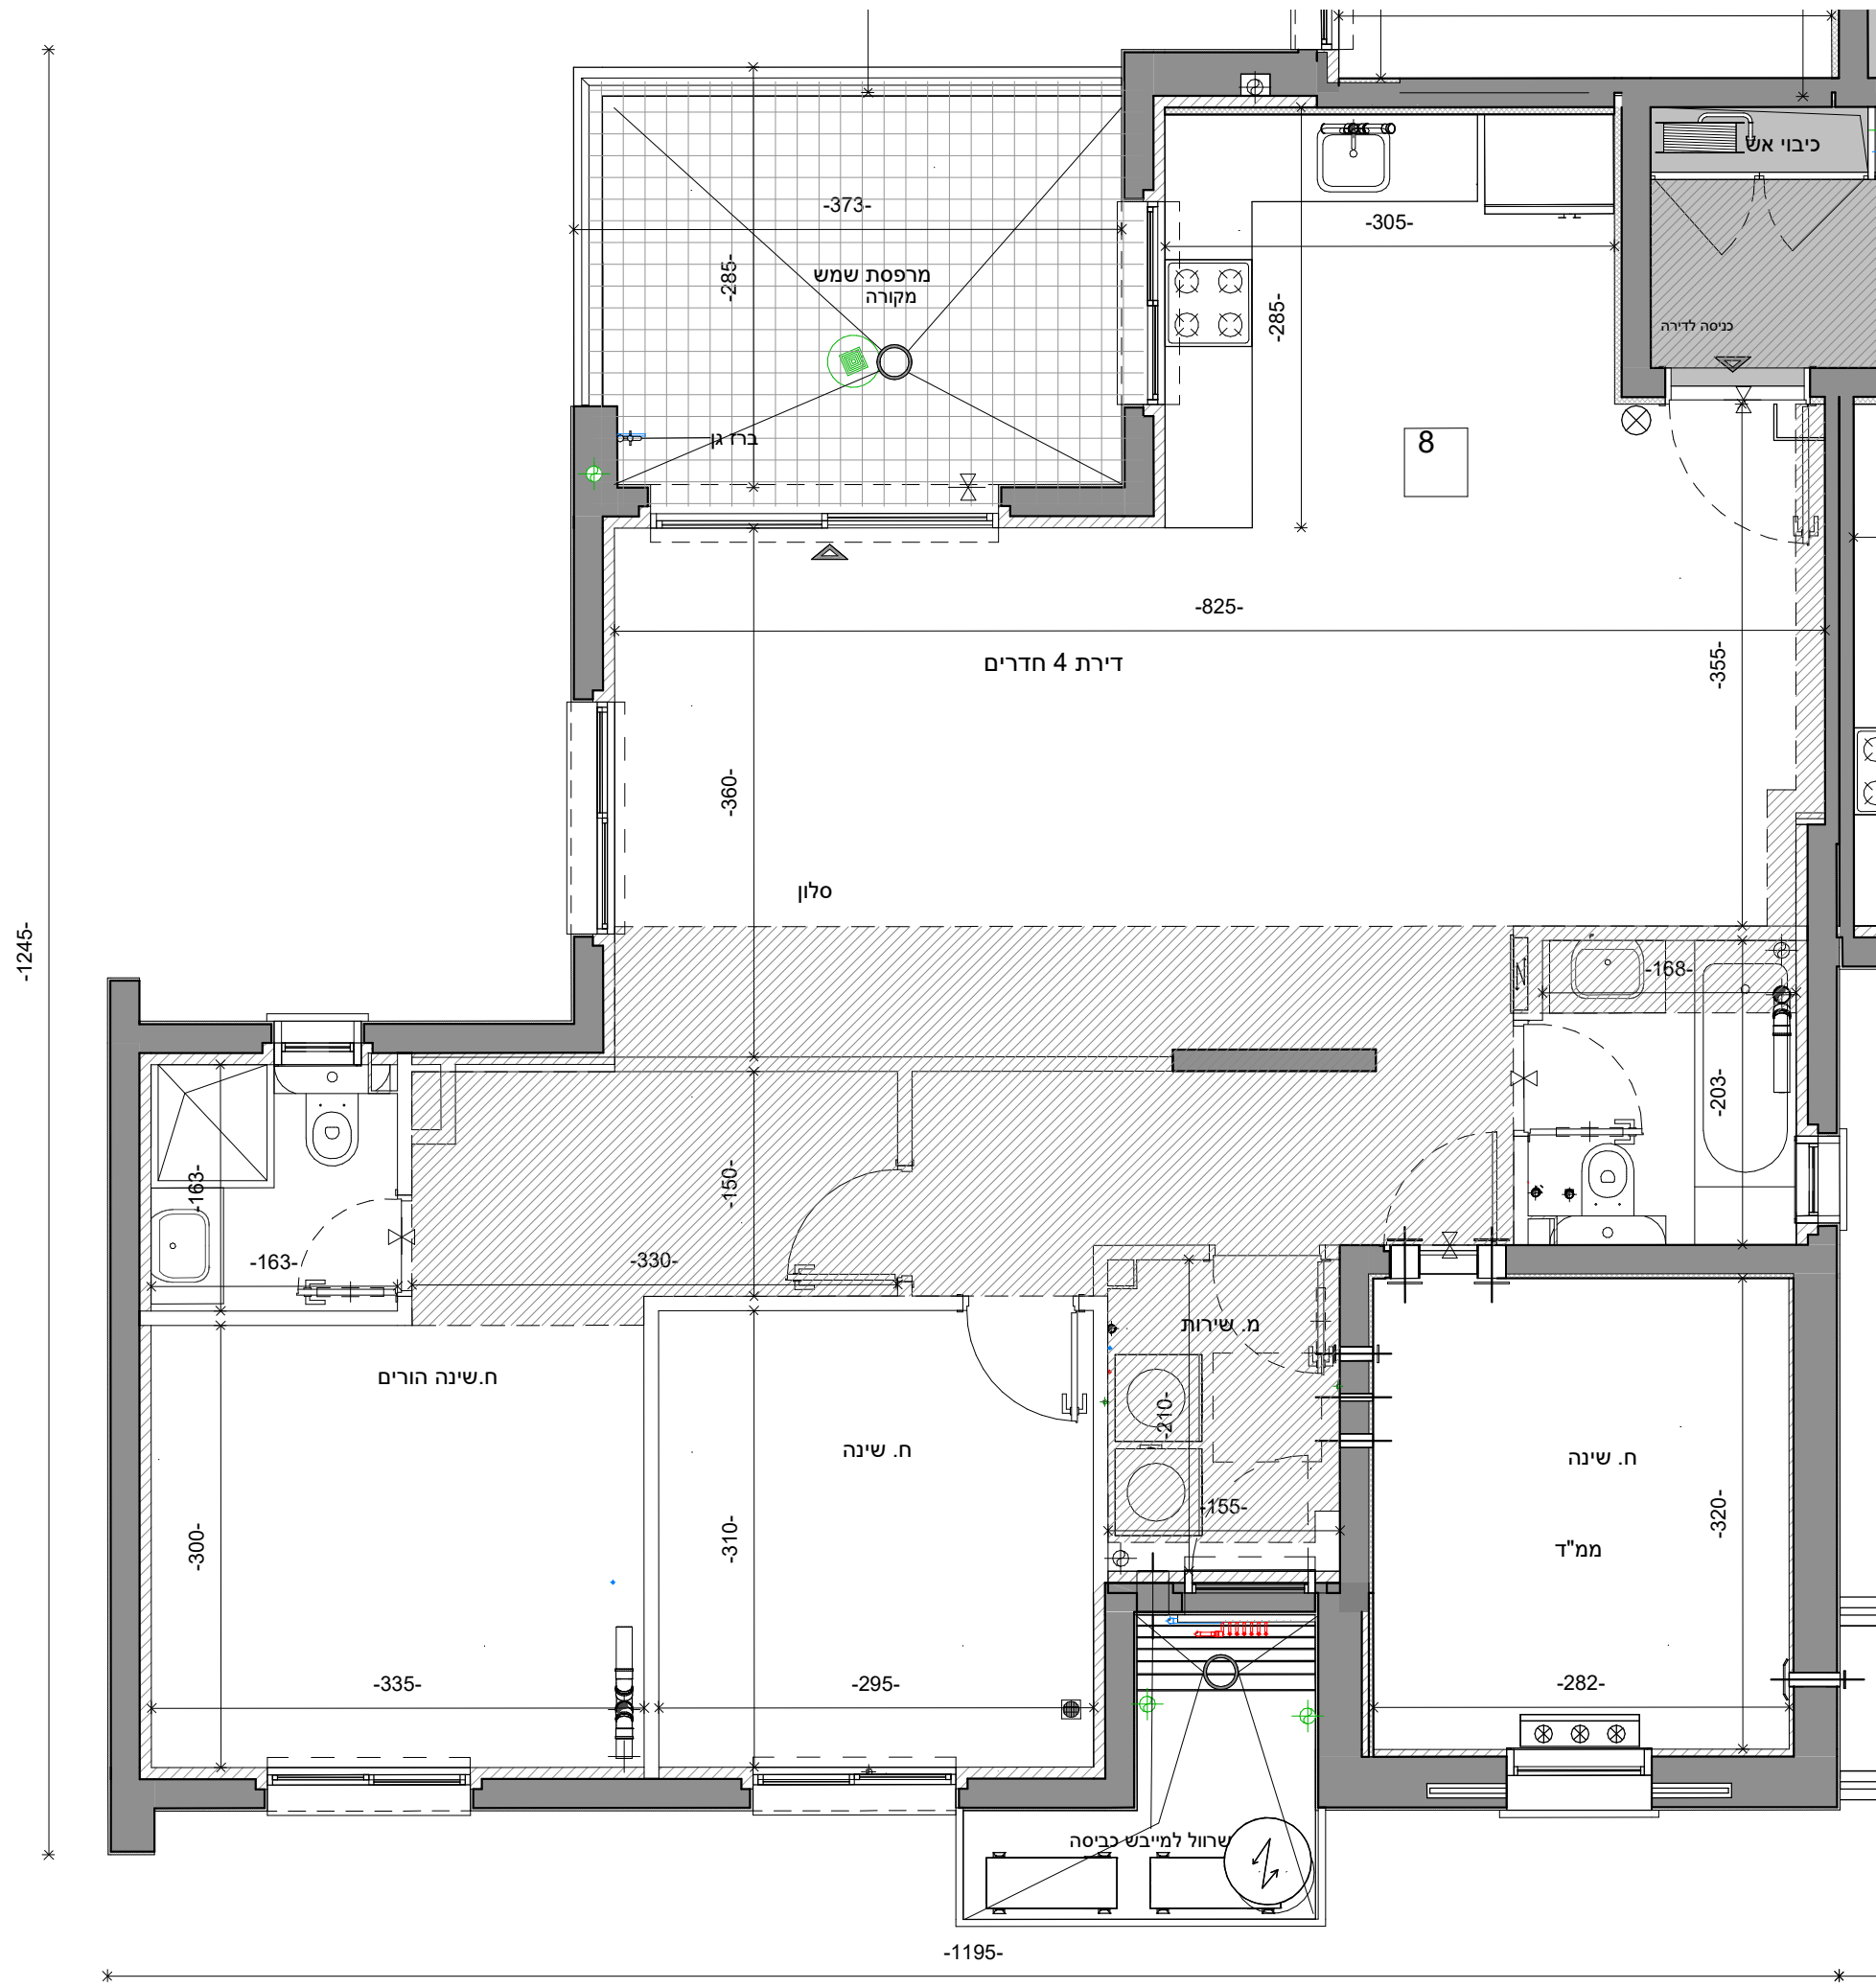 כיבוי אש
-373-
-305-
-285-
מרפסת שמש
מקורה
-285-
כניסה לדירה
ברז גן
8
-825-
דירת 4 חדרים
-355-
-360-
סלון
-1245-
-168-
-203-
-163-
-150-
-163-
-330-
מ. שירות
ח.שינה הורים
-210-
ח. שינה
ח. שינה
-155-
-300-
-310-
-320-
ממ"ד
-335-
-295-
-282-
שרוול למייבש כביסה
-1195-